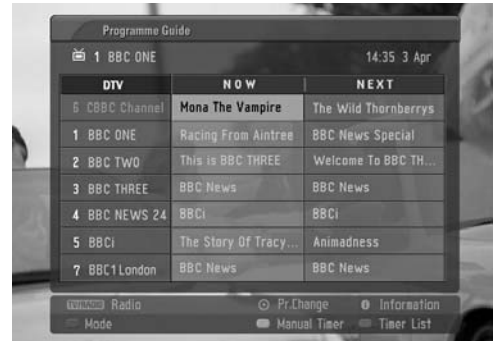 Programme Guide
1 BBC ONE 14:35 3 Apr
DTV NOW NEXT
6 CBBC Channel Mona The Vampire The Wild Thornberrys
1 BBC ONE Racing From Aintree BBC News Special
2 BBC TWO This is BBC THREE Welcome To BBC TH...
3 BBC THREE BBC News BBC News
4 BBC NEWS 24 BBCi BBCi
5 BBCi The Story Of Tracy... Animadness
7 BBC1 London BBC News BBC News
TV/RADIO Radio Pr.Change Information
Mode Manual Timer Timer List